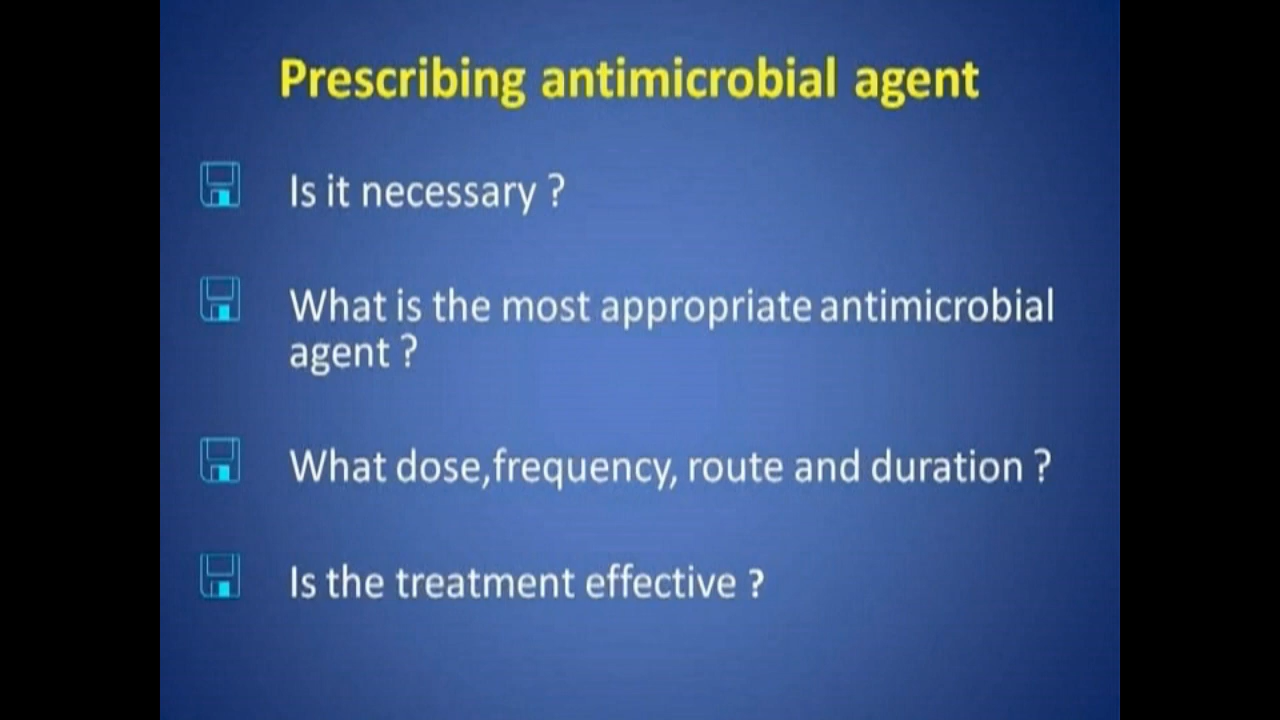 Prescribing antimicrobial agent
Is it necessary ?
What is the most appropriate antimicrobial
agent ?
What dose,frequency, route and duration ?
Is the treatment effective ?